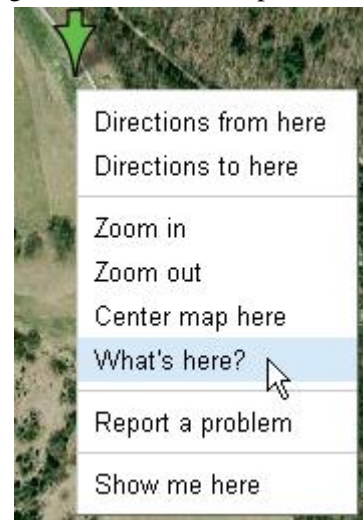 Directions from here
Directions to here
Zoom in
Zoom out
Center map here
What's here?
Report a problem
Show me here